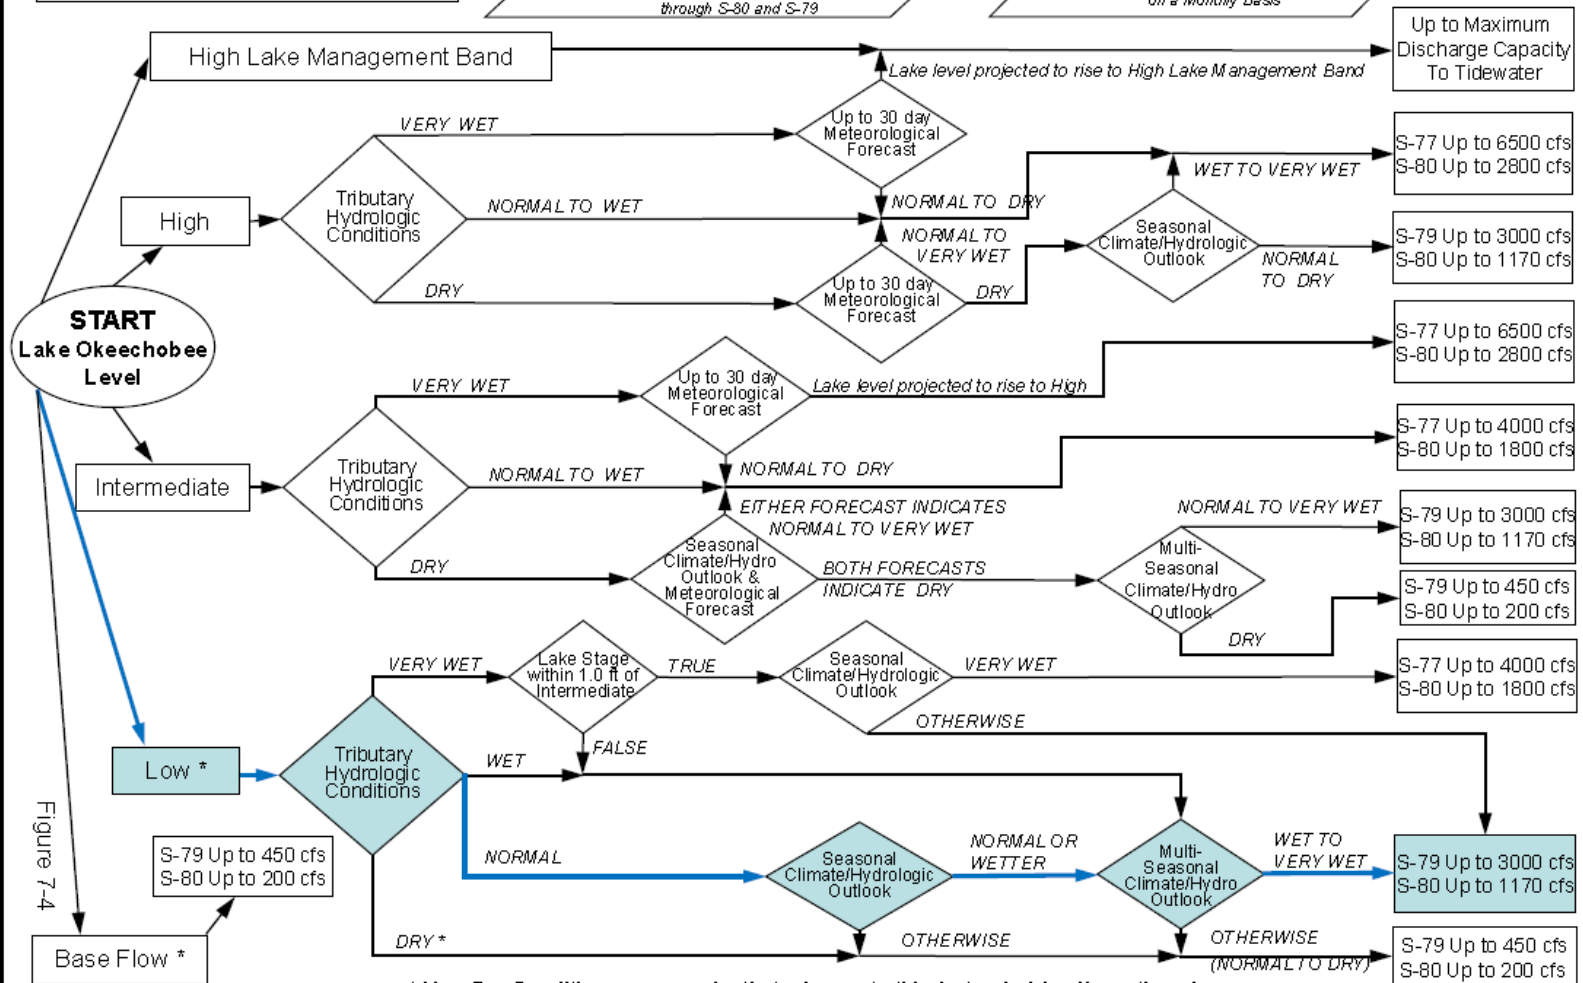 through S-80 and S-79
on a Monthly Basis
Up to Maximum
Discharge Capacity
To Tidewater
High Lake Management Band
Lake level projected to rise to High Lake Management Band
Up to 30 day
Meteorological
Forecast
VERY WET
S-77 Up to 6500 cfs
S-80 Up to 2800 cfs
WET TO VERY WET
Tributary
Hydrologic
Conditions
NORMAL TO WET
NORMAL TO DRY
High
Seasonal
Climate/Hydrologic
Outlook
S-79 Up to 3000 cfs
S-80 Up to 1170 cfs
NORMAL TO
VERY WET
NORMAL
TO DRY
DRY
Up to 30 day
Meteorological
Forecast
DRY
START
Lake Okeechobee
Level
S-77 Up to 6500 cfs
S-80 Up to 2800 cfs
VERY WET
Up to 30 day
Meteorological
Forecast
Lake level projected to rise to High
S-77 Up to 4000 cfs
S-80 Up to 1800 cfs
Intermediate
Tributary
Hydrologic
Conditions
NORMAL TO WET
NORMAL TO DRY
EITHER FORECAST INDICATES
NORMAL TO VERY WET
NORMAL TO VERY WET
S-79 Up to 3000 cfs
S-80 Up to 1170 cfs
DRY
Seasonal
Climate/Hydro
Outlook &
Meteorological
Forecast
BOTH FORECASTS
INDICATE DRY
Multi-
Seasonal
Climate/Hydro
Outlook
S-79 Up to 450 cfs
S-80 Up to 200 cfs
DRY
VERY WET
Lake Stage
within 1.0 ft of
Intermediate
TRUE
Seasonal
Climate/Hydrologic
Outlook
VERY WET
S-77 Up to 4000 cfs
S-80 Up to 1800 cfs
OTHERWISE
FALSE
Low *
Tributary
Hydrologic
Conditions
WET
NORMAL
Seasonal
Climate/Hydrologic
Outlook
NORMAL OR
WETTER
Multi-
Seasonal
Climate/Hydro
Outlook
WET TO
VERY WET
S-79 Up to 3000 cfs
S-80 Up to 1170 cfs
Figure 7-4
S-79 Up to 450 cfs
S-80 Up to 200 cfs
Base Flow *
DRY *
OTHERWISE
OTHERWISE
(NORMAL TO DRY)
S-79 Up to 450 cfs
S-80 Up to 200 cfs